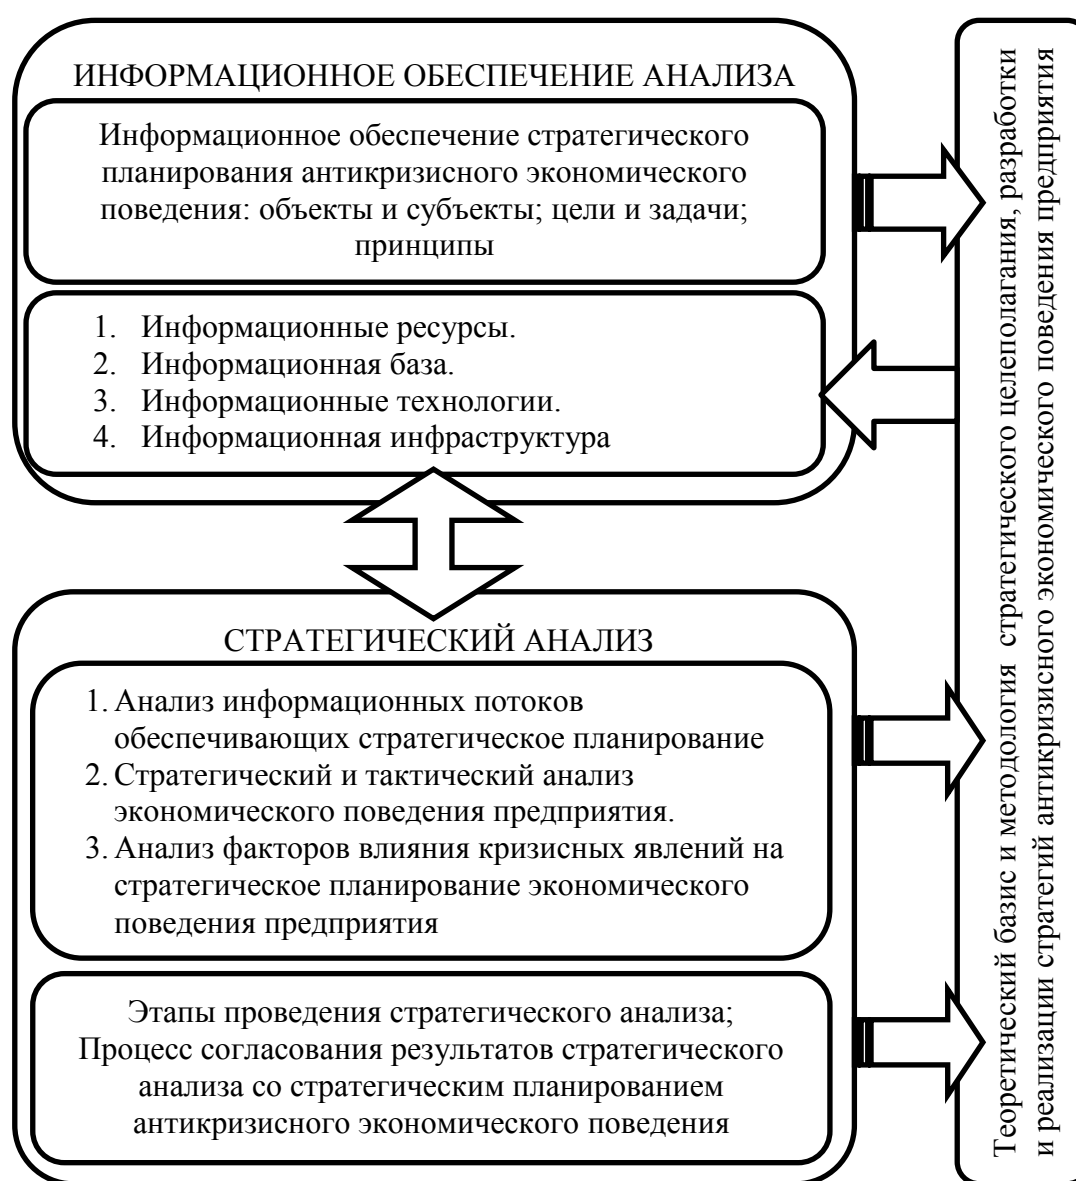 ИНФОРМАЦИОННОЕ ОБЕСПЕЧЕНИЕ АНАЛИЗА
Информационное обеспечение стратегического
планирования антикризисного экономического
поведения: объекты и субъекты; цели и задачи;
принципы
1. Информационные ресурсы.
2. Информационная база.
3. Информационные технологии.
4. Информационная инфраструктура
СТРАТЕГИЧЕСКИЙ АНАЛИЗ
1. Анализ информационных потоков
обеспечивающих стратегическое планирование
2. Стратегический и тактический анализ
экономического поведения предприятия.
3. Анализ факторов влияния кризисных явлений на
стратегическое планирование экономического
поведения предприятия
Этапы проведения стратегического анализа;
Процесс согласования результатов стратегического
анализа со стратегическим планированием
антикризисного экономического поведения
Теоретический базис и методология стратегического целеполагания, разработки
и реализации стратегий антикризисного экономического поведения предприятия